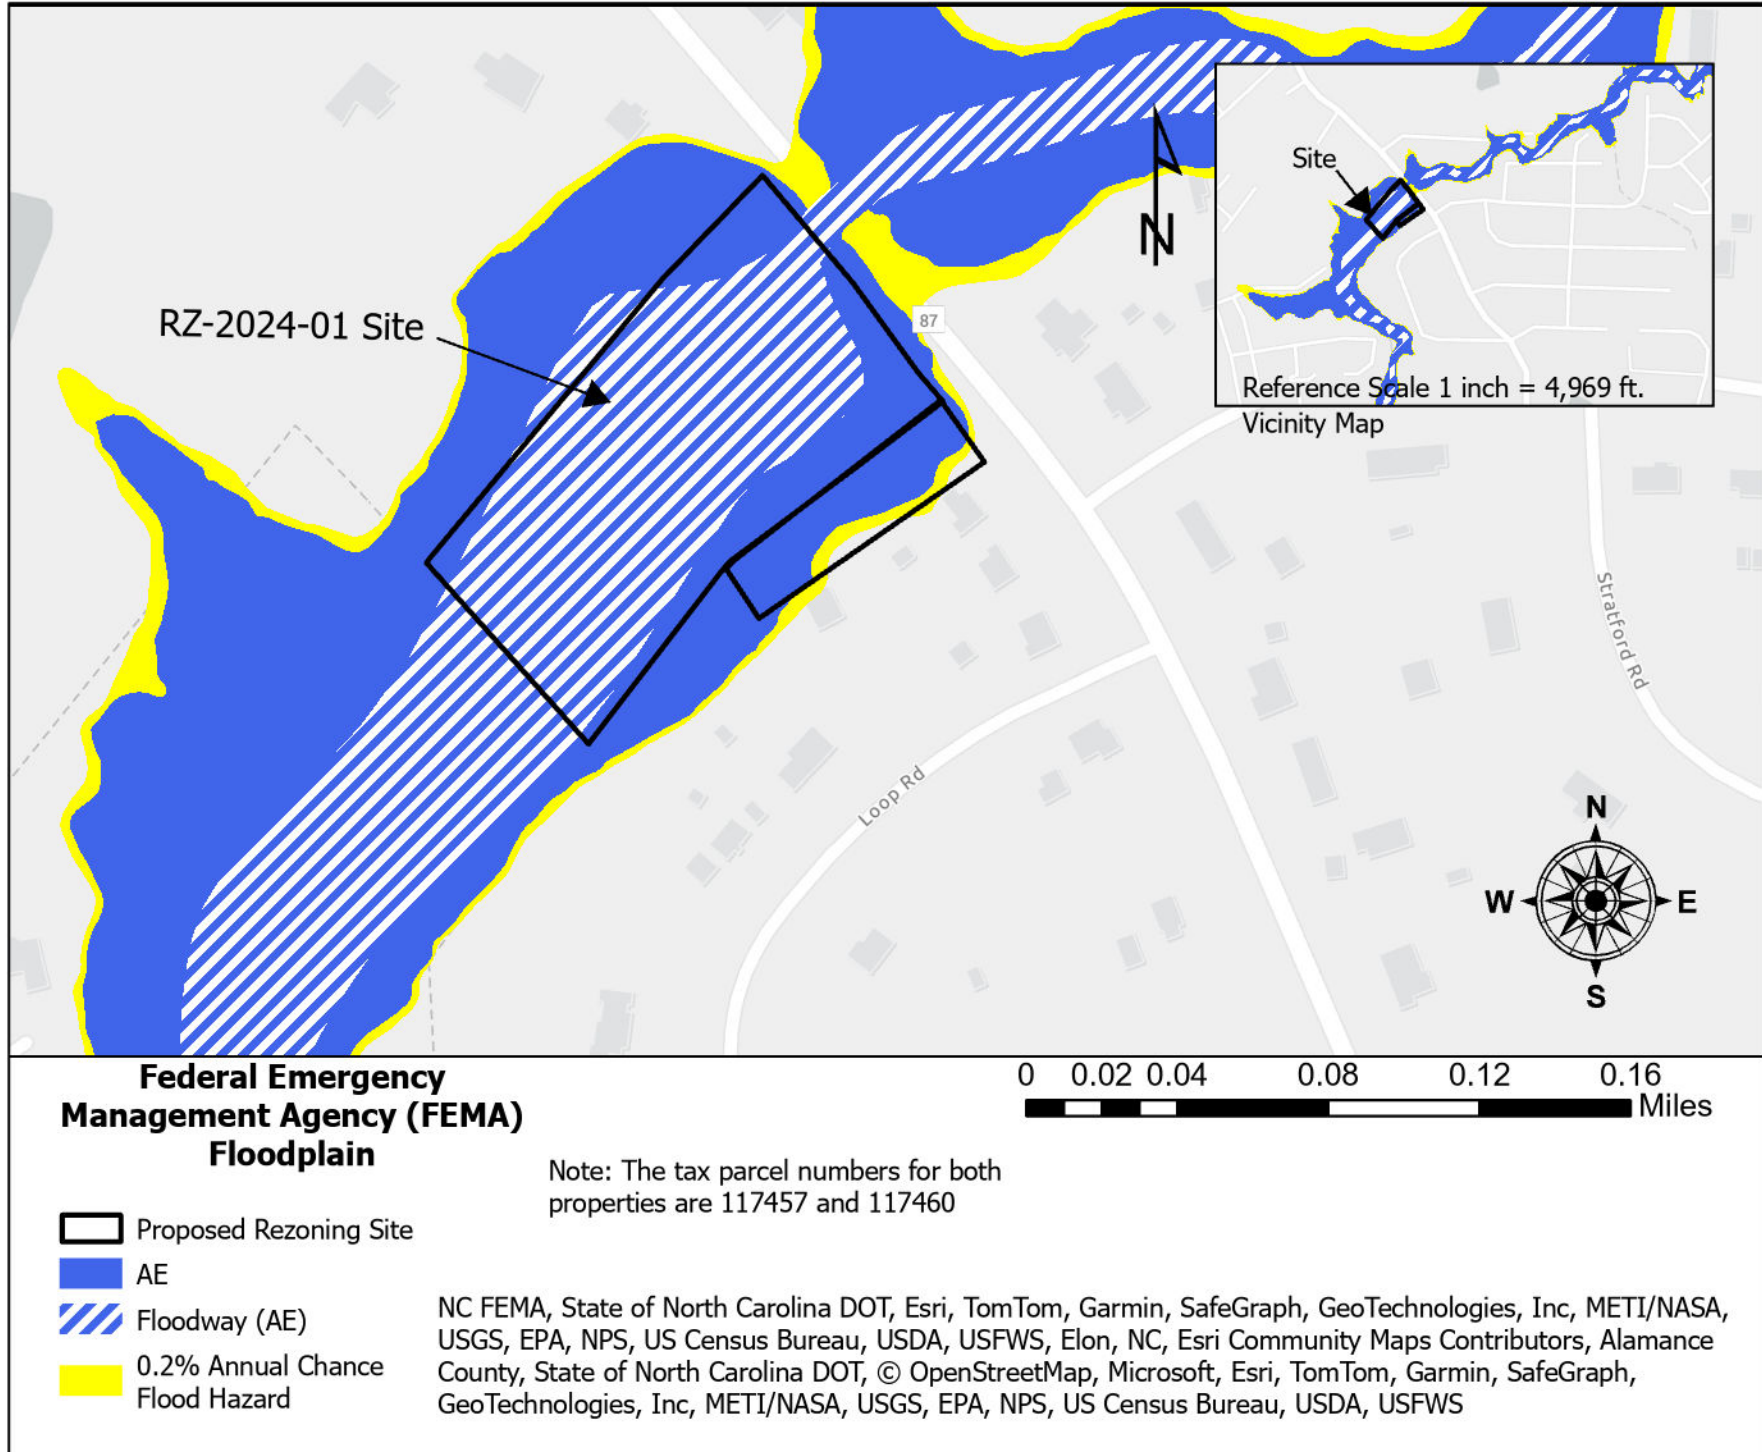 RZ-2024-01 Site
87
N
Site
Reference Scale 1 inch = 4,969 ft.
Vicinity Map
Stratford Rd
Loop Rd
N
W
E
S
Federal Emergency
Management Agency (FEMA)
Floodplain
0 0.02 0.04 0.08 0.12 0.16
Miles
Note: The tax parcel numbers for both
properties are 117457 and 117460
Proposed Rezoning Site
AE
Floodway (AE)
0.2% Annual Chance
Flood Hazard
NC FEMA, State of North Carolina DOT, Esri, TomTom, Garmin, SafeGraph, GeoTechnologies, Inc, METI/NASA,
USGS, EPA, NPS, US Census Bureau, USDA, USFWS, Elon, NC, Esri Community Maps Contributors, Alamance
County, State of North Carolina DOT, © OpenStreetMap, Microsoft, Esri, TomTom, Garmin, SafeGraph,
GeoTechnologies, Inc, METI/NASA, USGS, EPA, NPS, US Census Bureau, USDA, USFWS